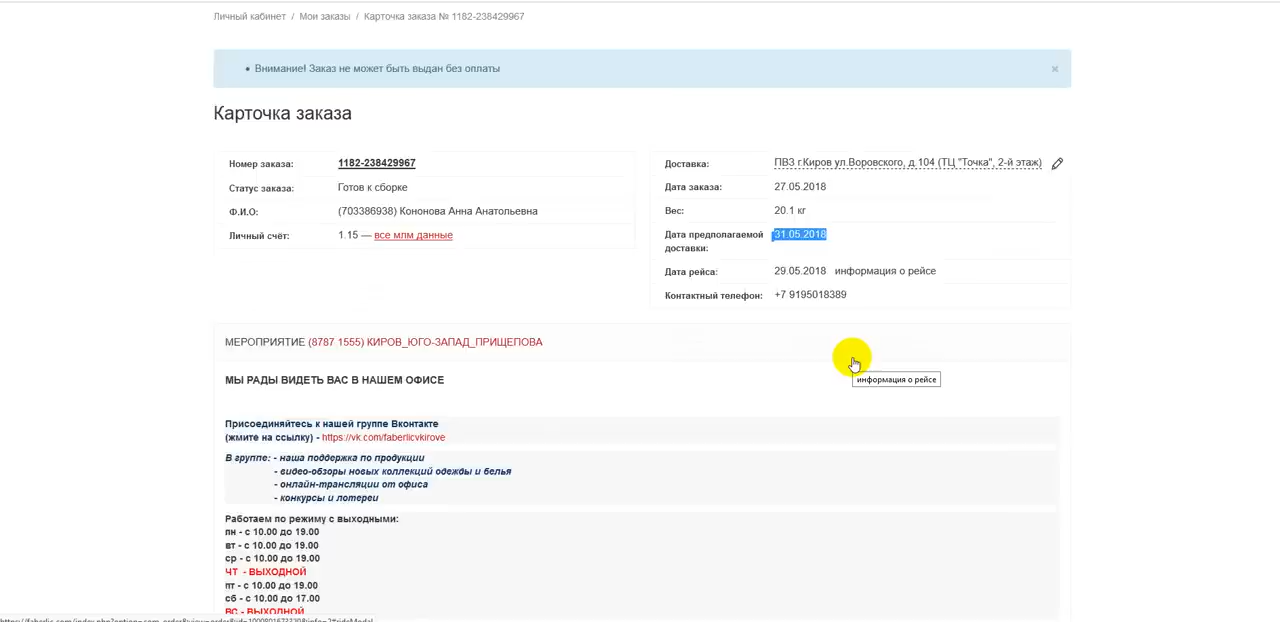 Личный кабинет / Мои заказы / Карточка заказа № 1182-238429967
• Внимание! Заказ не может быть выдан без оплаты ×
Карточка заказа
Номер заказа: 1182-238429967
Статус заказа: Готов к сборке
Ф.И.О: (703386938) Кононова Анна Анатольевна
Личный счёт: 1.15 — все млм данные
Доставка: ПВЗ г.Киров ул.Воровского, д.104 (ТЦ "Точка", 2-й этаж)
Дата заказа: 27.05.2018
Вес: 20.1 кг
Дата предполагаемой 31.05.2018
доставки:
Дата рейса: 29.05.2018 информация о рейсе
Контактный телефон: +7 9195018389
МЕРОПРИЯТИЕ (8787 1555) КИРОВ_ЮГО-ЗАПАД_ПРИЩЕПОВА
информация о рейсе
МЫ РАДЫ ВИДЕТЬ ВАС В НАШЕМ ОФИСЕ
Присоединяйтесь к нашей группе Вконтакте
(жмите на ссылку) - https://vk.com/faberlicvkirove
В группе: - наша поддержка по продукции
- видео-обзоры новых коллекций одежды и белья
- онлайн-трансляции от офиса
- конкурсы и лотереи
Работаем по режиму с выходными:
пн - с 10.00 до 19.00
вт - с 10.00 до 19.00
ср - с 10.00 до 19.00
ЧТ - ВЫХОДНОЙ
пт - с 10.00 до 19.00
сб - с 10.00 до 17.00
ВС - ВЫХОДНОЙ